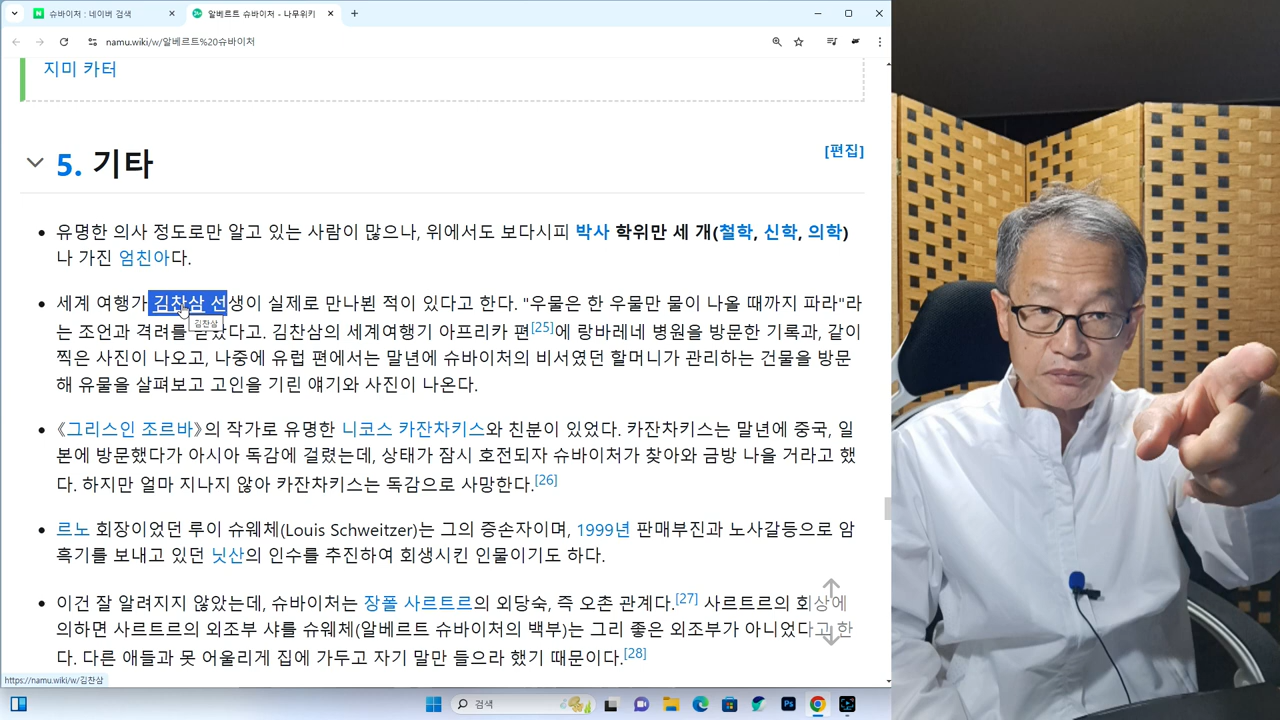 슈바이처 : 네이버 검색
알베르트 슈바이처 - 나무위키
namu.wiki/w/알베르트%20슈바이처
지미 카터
5. 기타
[편집]
유명한 의사 정도로만 알고 있는 사람이 많으나, 위에서도 보다시피 박사 학위만 세 개(철학, 신학, 의학)
나 가진 엄친아다.
세계 여행가 김찬삼 선생이 실제로 만나뵌 적이 있다고 한다. "우물은 한 우물만 물이 나올 때까지 파라"라
는 조언과 격려를 받았다고. 김찬삼의 세계여행기 아프리카 편[25]에 랑바레네 병원을 방문한 기록과, 같이
김찬삼
찍은 사진이 나오고, 나중에 유럽 편에서는 말년에 슈바이처의 비서였던 할머니가 관리하는 건물을 방문
해 유물을 살펴보고 고인을 기린 얘기와 사진이 나온다.
《그리스인 조르바》의 작가로 유명한 니코스 카잔차키스와 친분이 있었다. 카잔차키스는 말년에 중국, 일
본에 방문했다가 아시아 독감에 걸렸는데, 상태가 잠시 호전되자 슈바이처가 찾아와 금방 나을 거라고 했
다. 하지만 얼마 지나지 않아 카잔차키스는 독감으로 사망한다.[26]
르노 회장이었던 루이 슈웨체(Louis Schweitzer)는 그의 증손자이며, 1999년 판매부진과 노사갈등으로 암
흑기를 보내고 있던 닛산의 인수를 추진하여 회생시킨 인물이기도 하다.
이건 잘 알려지지 않았는데, 슈바이처는 장폴 사르트르의 외당숙, 즉 오촌 관계다.[27] 사르트르의 회상에
의하면 사르트르의 외조부 샤를 슈웨체(알베르트 슈바이처의 백부)는 그리 좋은 외조부가 아니었다고 한
다. 다른 애들과 못 어울리게 집에 가두고 자기 말만 들으라 했기 때문이다.[28]
https://namu.wiki/w/김찬삼
검색
Ps